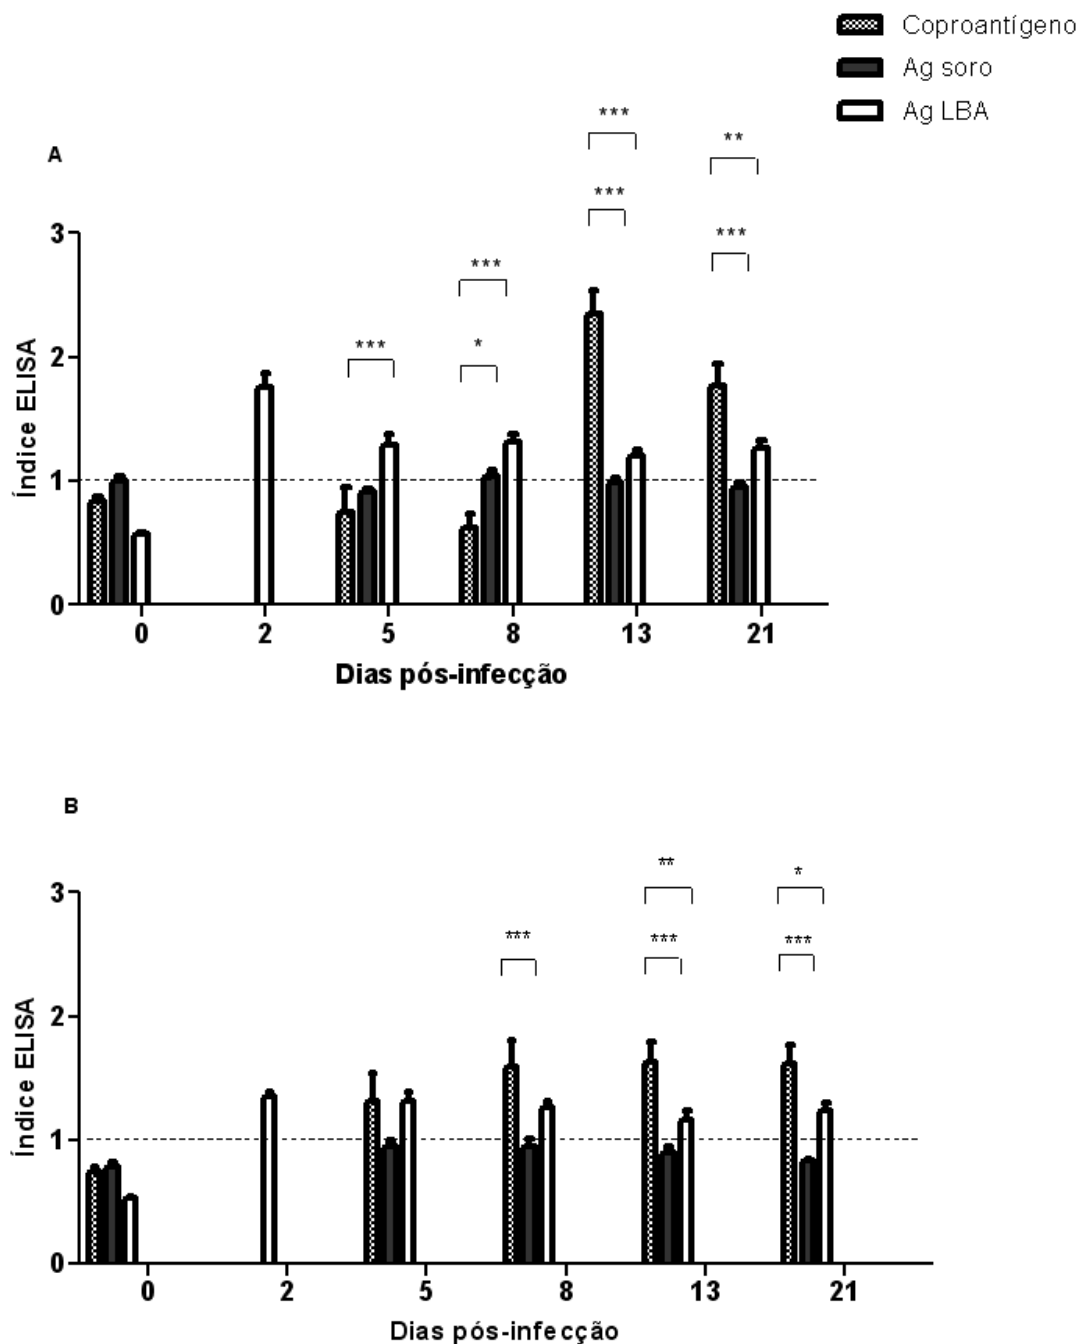 Coproantígeno
Ag soro
Ag LBA
A
***
**
***
***
3
***
***
*
2
1
0
Índice ELISA
0 2 5 8 13 21
Dias pós-infecção
B
**
*
***
***
***
3
2
1
0
Índice ELISA
0 2 5 8 13 21
Dias pós-infecção